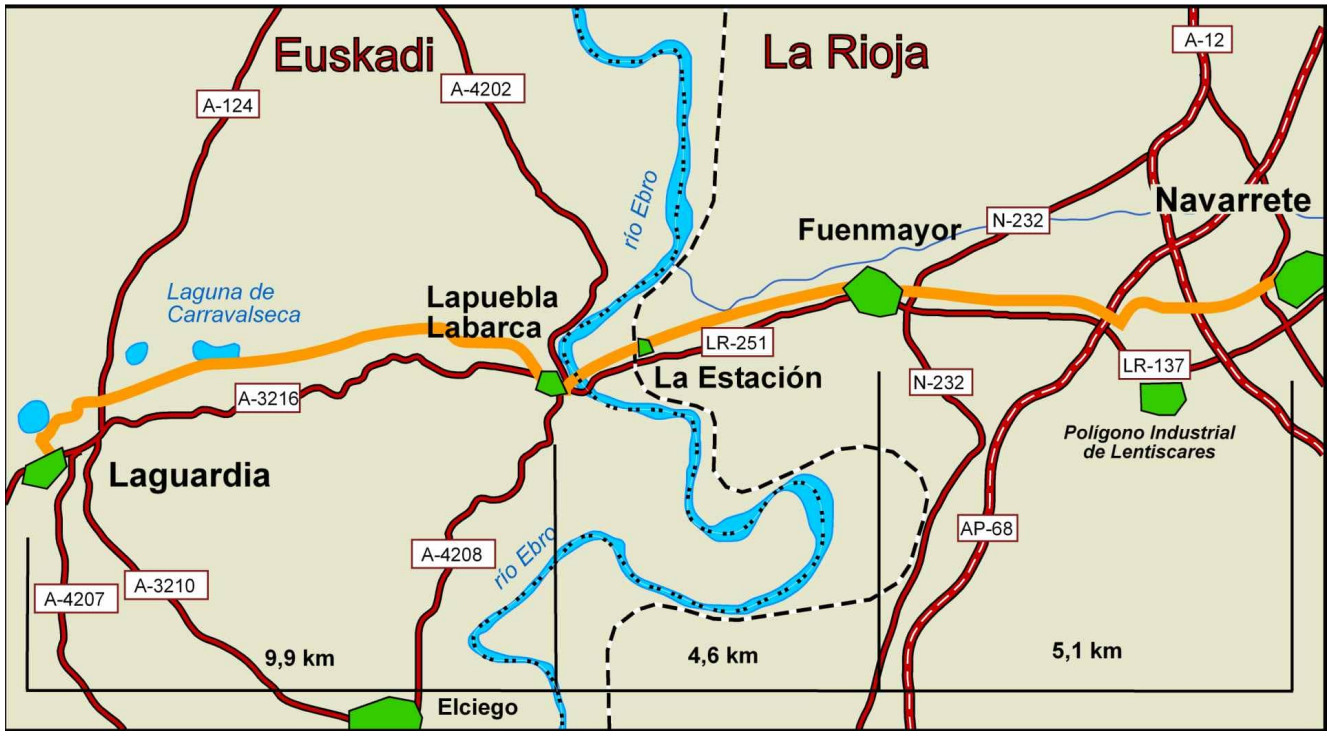 Euskadi
La Rioja
A-12
A-4202
A-124
río Ebro
Navarrete
Fuenmayor
N-232
Laguna de
Carravalseca
Lapuebla
Labarca
LR-251
La Estación
LR-137
A-3216
N-232
Polígono Industrial
de Lentiscares
Laguardia
AP-68
A-4208
río Ebro
A-3210
A-4207
9,9 km
4,6 km
5,1 km
Elciego